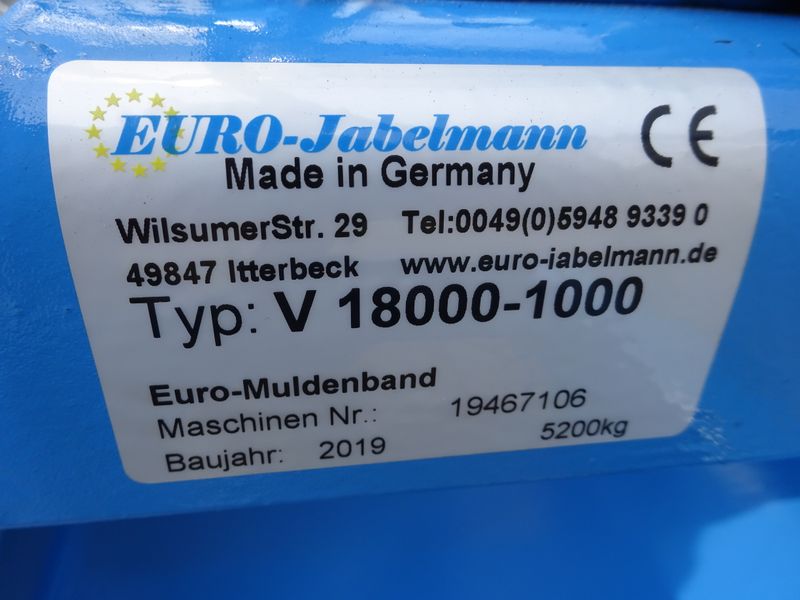 EURO-Jabelmann
CE
Made in Germany
WilsumerStr. 29 Tel:0049(0)5948 9339 0
49847 Itterbeck www.euro-jabelmann.de
Typ: V 18000-1000
Euro-Muldenband
Maschinen Nr.: 19467106
Baujahr: 2019 5200kg